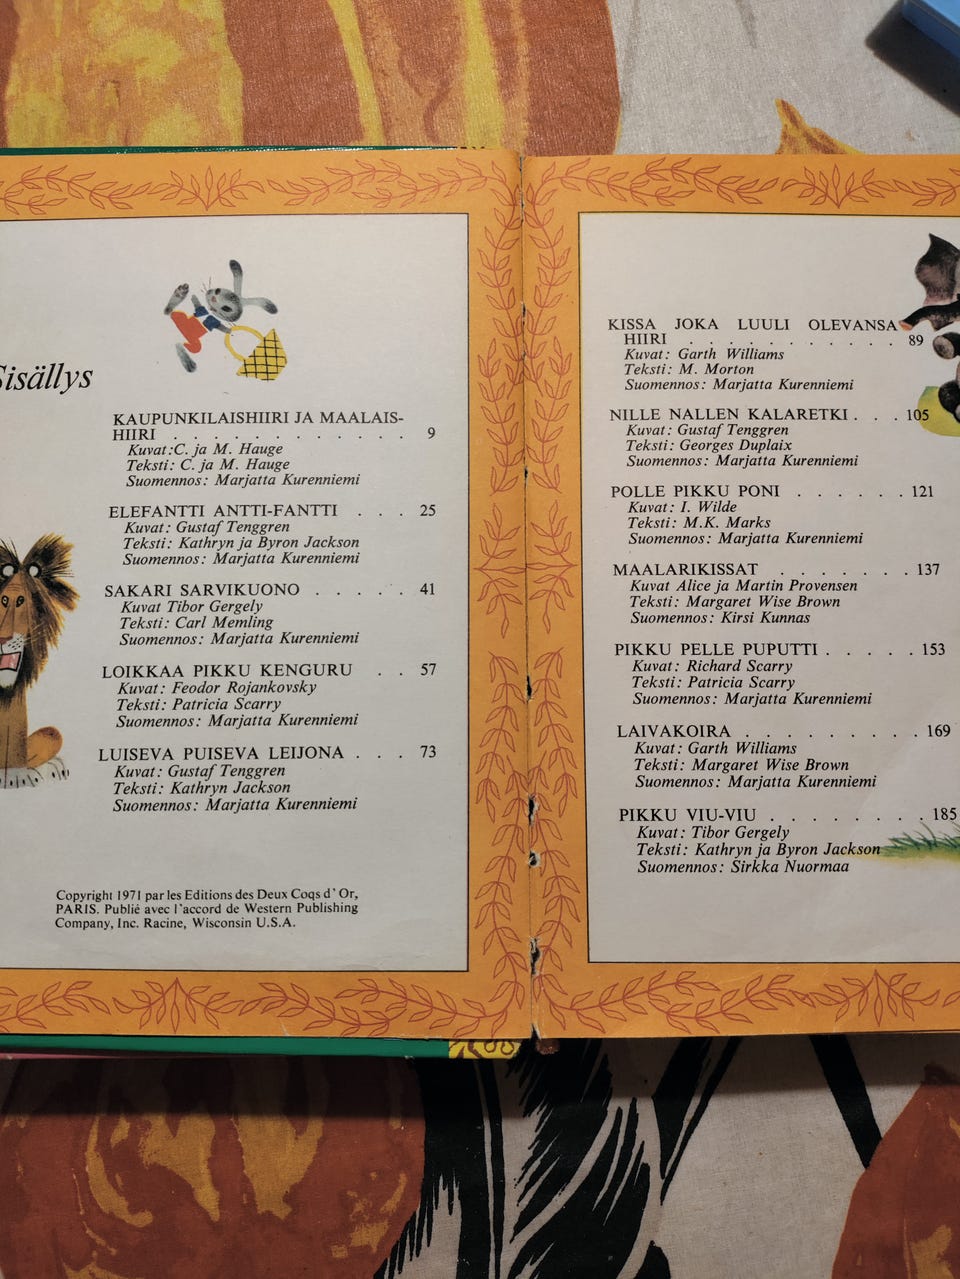 Sisällys
KAUPUNKILAISHIIRI JA MAALAIS-
HIIRI . . . . . . . . . . . . 9
Kuvat:C. ja M. Hauge
Teksti: C. ja M. Hauge
Suomennos: Marjatta Kurenniemi
ELEFANTTI ANTTI-FANTTI . . . 25
Kuvat: Gustaf Tenggren
Teksti: Kathryn ja Byron Jackson
Suomennos: Marjatta Kurenniemi
SAKARI SARVIKUONO . . . . . 41
Kuvat Tibor Gergely
Teksti: Carl Memling
Suomennos: Marjatta Kurenniemi
LOIKKAA PIKKU KENGURU . . 57
Kuvat: Feodor Rojankovsky
Teksti: Patricia Scarry
Suomennos: Marjatta Kurenniemi
LUISEVA PUISEVA LEIJONA . . . 73
Kuvat: Gustaf Tenggren
Teksti: Kathryn Jackson
Suomennos: Marjatta Kurenniemi
Copyright 1971 par les Editions des Deux Coqs d' Or,
PARIS. Publié avec l'accord de Western Publishing
Company, Inc. Racine, Wisconsin U.S.A.
KISSA JOKA LUULI OLEVANSA
HIIRI . . . . . . . . . . . 89
Kuvat: Garth Williams
Teksti: M. Morton
Suomennos: Marjatta Kurenniemi
NILLE NALLEN KALARETKI . . . 105
Kuvat: Gustaf Tenggren
Teksti: Georges Duplaix
Suomennos: Marjatta Kurenniemi
POLLE PIKKU PONI . . . . . . 121
Kuvat: I. Wilde
Teksti: M.K. Marks
Suomennos: Marjatta Kurenniemi
MAALARIKISSAT . . . . . . . 137
Kuvat Alice ja Martin Provensen
Teksti: Margaret Wise Brown
Suomennos: Kirsi Kunnas
PIKKU PELLE PUPUTTI . . . . . 153
Kuvat: Richard Scarry
Teksti: Patricia Scarry
Suomennos: Marjatta Kurenniemi
LAIVAKOIRA . . . . . . . . . 169
Kuvat: Garth Williams
Teksti: Margaret Wise Brown
Suomennos: Marjatta Kurenniemi
PIKKU VIU-VIU . . . . . . . . 185
Kuvat: Tibor Gergely
Teksti: Kathryn ja Byron Jackson
Suomennos: Sirkka Nuormaa